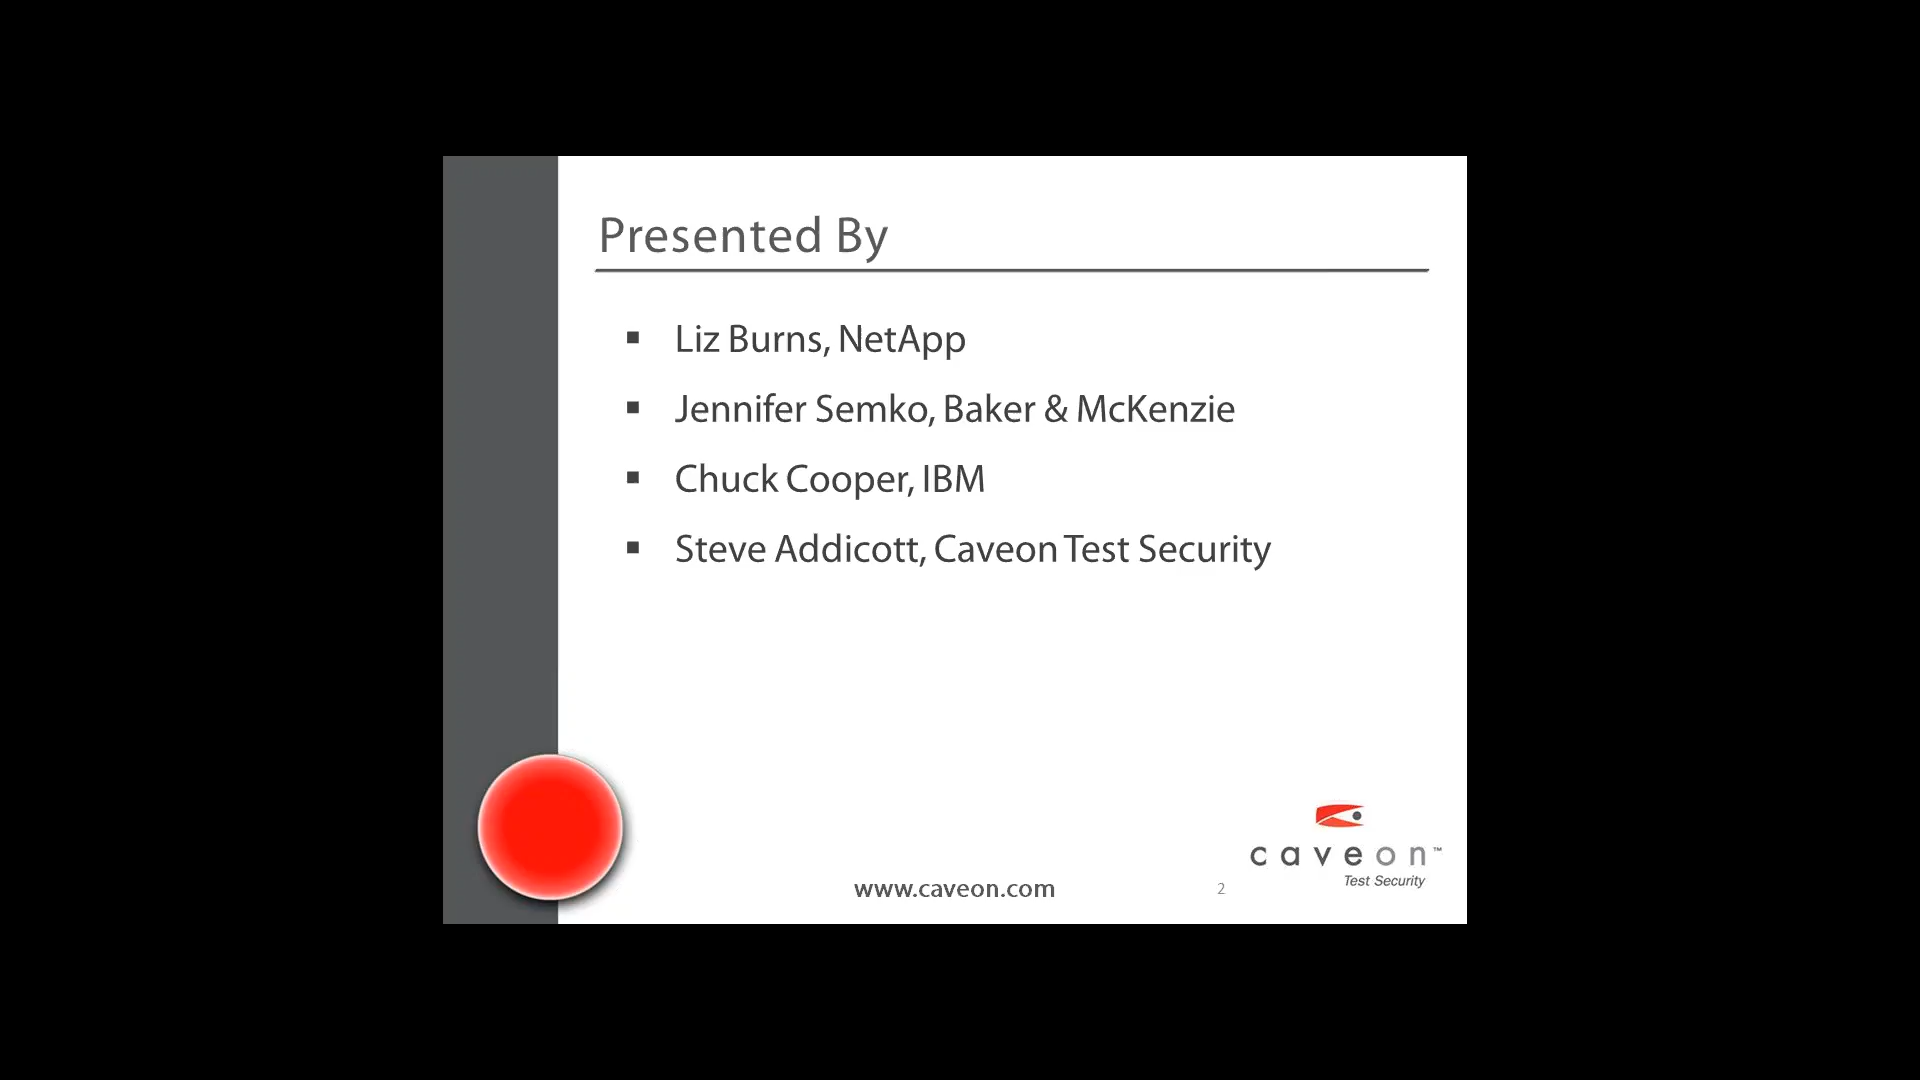 Presented By
▪ Liz Burns, NetApp
▪ Jennifer Semko, Baker & McKenzie
▪ Chuck Cooper, IBM
▪ Steve Addicott, Caveon Test Security
caveon™
Test Security
www.caveon.com
2